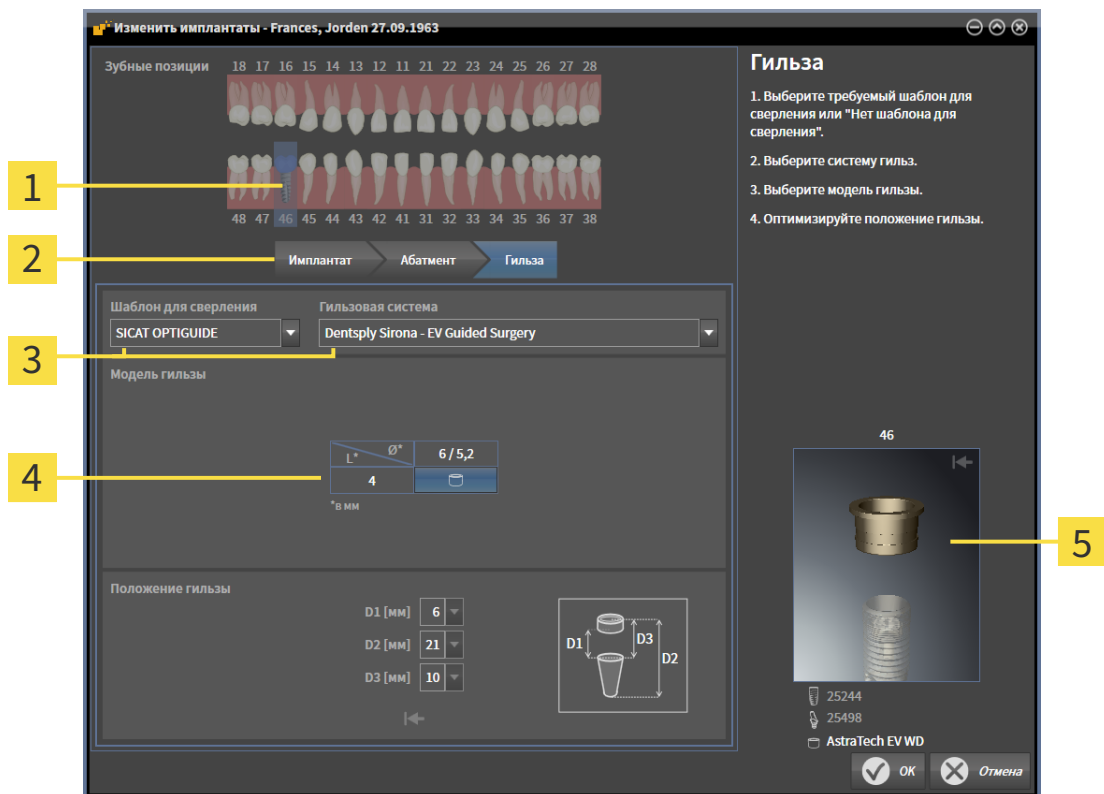 Изменить имплантаты - Frances, Jorden 27.09.1963
Зубные позиции
18 17 16 15 14 13 12 11 21 22 23 24 25 26 27 28
48 47 46 45 44 43 42 41 31 32 33 34 35 36 37 38
1
2
Имплантат Абатмент Гильза
Шаблон для сверления Гильзовая система
SICAT OPTIGUIDE Dentsply Sirona - EV Guided Surgery
3
Модель гильзы
L* Ø* 6 / 5,2
4
4
*в мм
Положение гильзы
D1 [мм] 6
D2 [мм] 21
D3 [мм] 10
D1 D3
D2
Гильза
1. Выберите требуемый шаблон для
сверления или "Нет шаблона для
сверления".
2. Выберите систему гильз.
3. Выберите модель гильзы.
4. Оптимизируйте положение гильзы.
46
5
25244
25498
AstraTech EV WD
OK Отмена